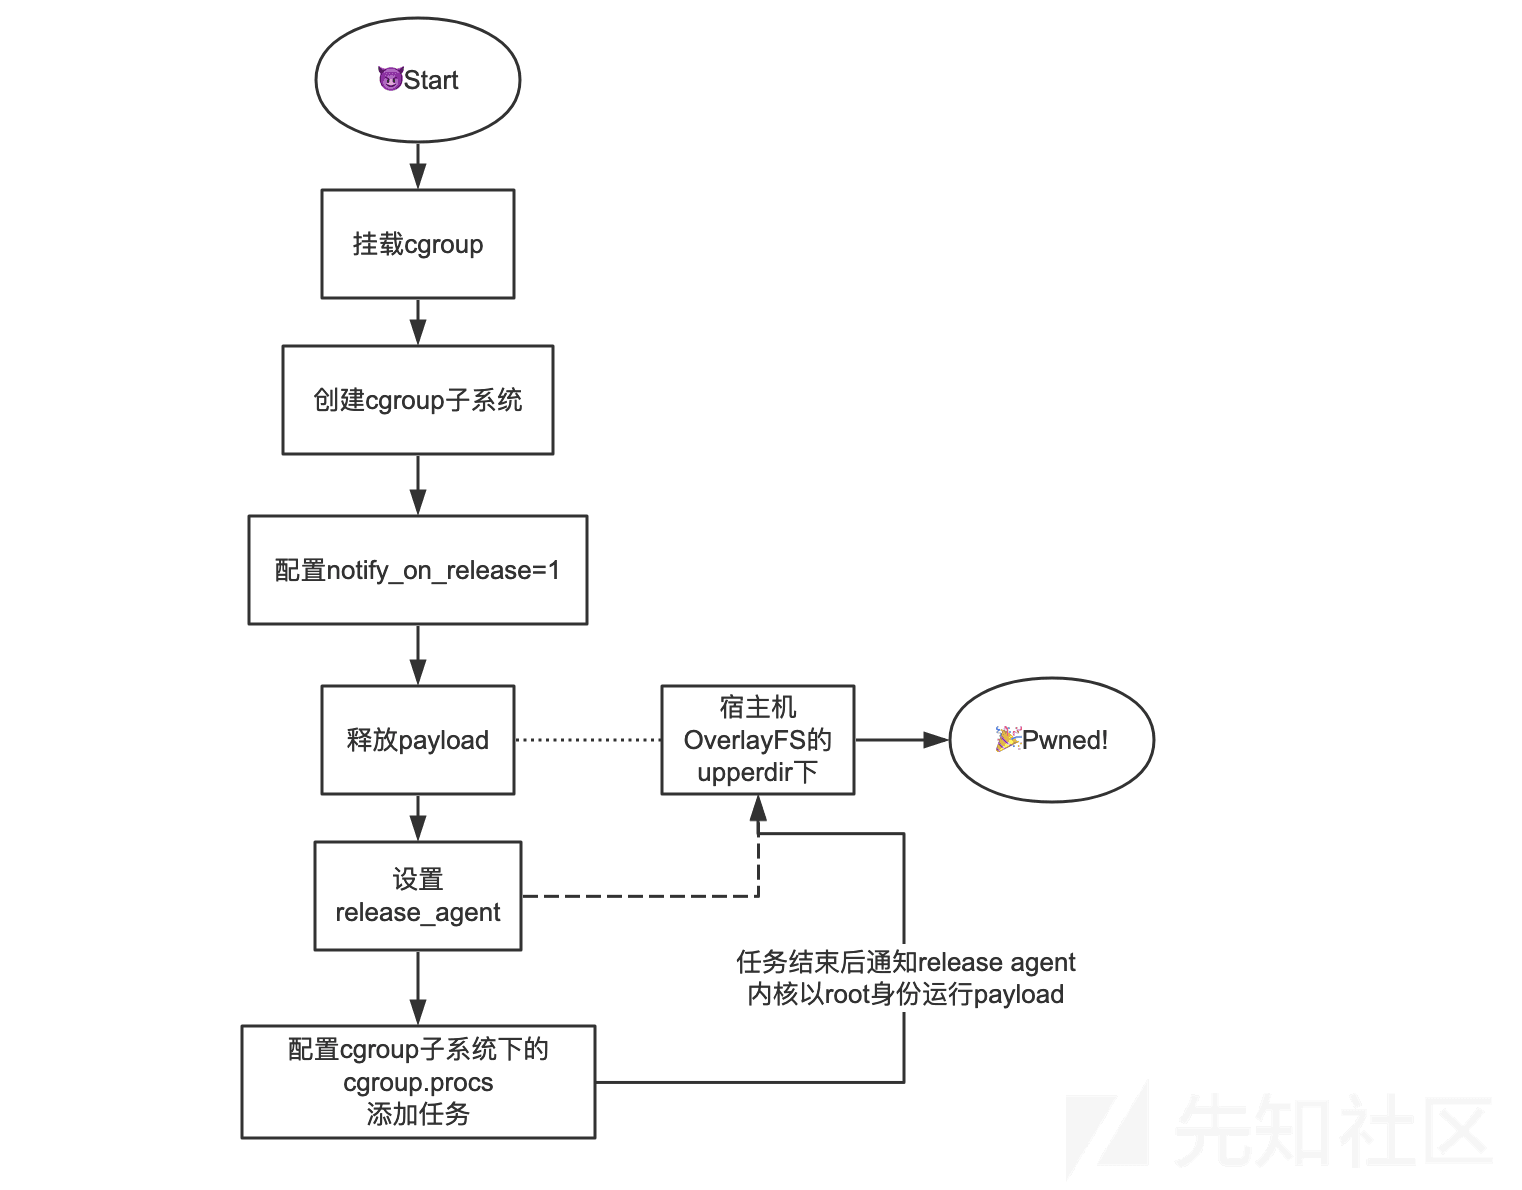 😈Start
挂载cgroup
创建cgroup子系统
配置notify_on_release=1
释放payload
宿主机
OverlayFS的
upperdir下
🎉Pwned!
设置
release_agent
任务结束后通知release agent
内核以root身份运行payload
配置cgroup子系统下的
cgroup.procs
添加任务
先知社区